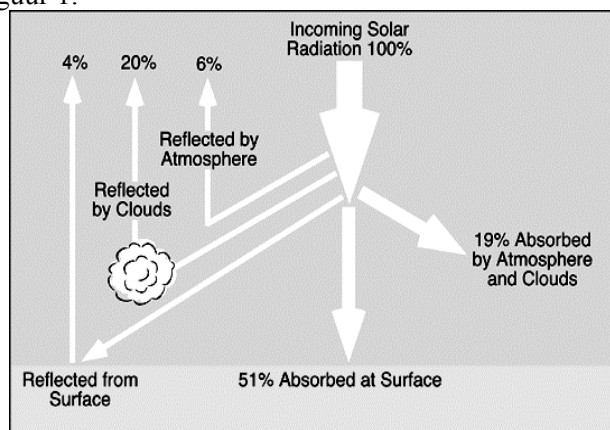 Incoming Solar
Radiation 100%
4%
20%
6%
Reflected by
Atmosphere
Reflected
by Clouds
19% Absorbed
by Atmosphere
and Clouds
Reflected from
Surface
51% Absorbed at Surface